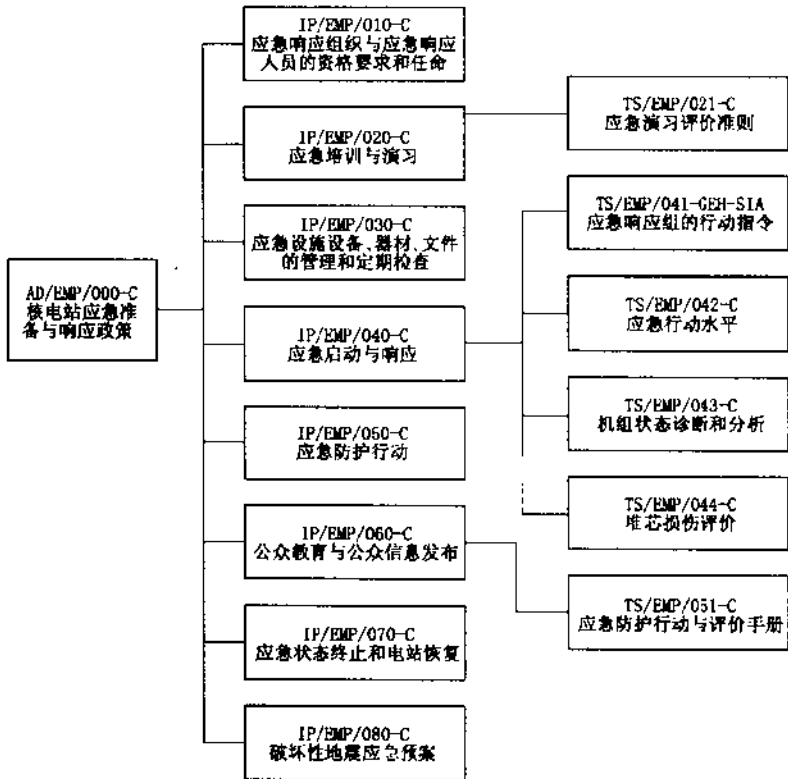 AD/EMP/000-C
核电站应急准
备与响应政策
IP/EMP/010-C
应急响应组织与应急响应
人员的资格要求和任命
IP/EMP/020-C
应急培训与演习
IP/EMP/030-C
应急设施设备、器材、文件
的管理和定期检查
IP/EMP/040-C
应急启动与响应
IP/EMP/050-C
应急防护行动
IP/EMP/060-C
公众教育与公众信息发布
IP/EMP/070-C
应急状态终止和电站恢复
IP/EMP/080-C
破坏性地震应急预案
TS/EMP/021-C
应急演习评价准则
TS/EMP/041-GEH-SIA
应急响应组的行动指令
TS/EMP/042-C
应急行动水平
TS/EMP/043-C
机组状态诊断和分析
TS/EMP/044-C
堆芯损伤评价
TS/EMP/051-C
应急防护行动与评价手册